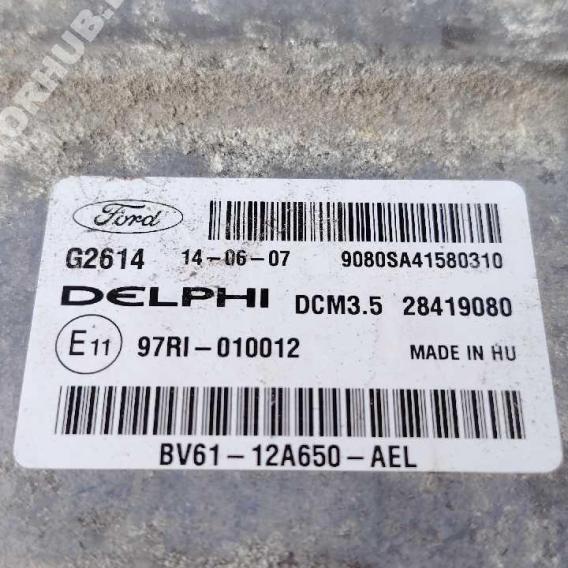 ORHUB.
Ford
G2614 14-06-07 9080SA41580310
DELPHI DCM3.5 28419080
E11 97RI-010012 MADE IN HU
BV61-12A650-AEL